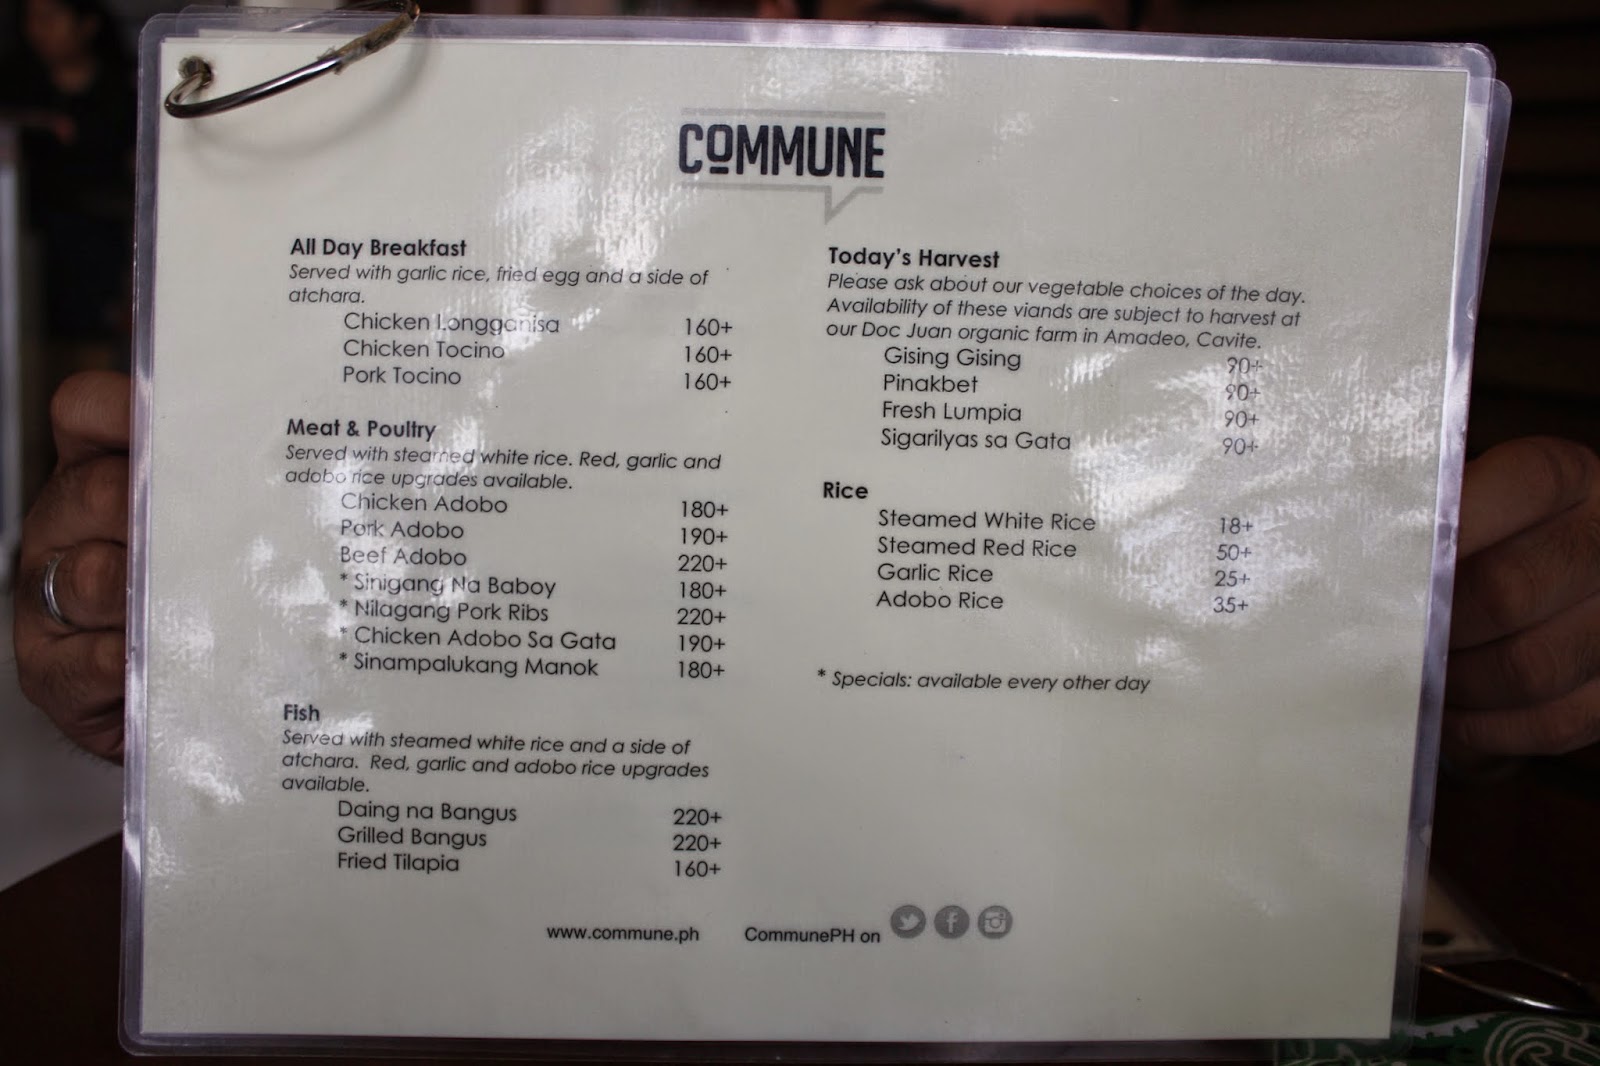 COMMUNE
All Day Breakfast
Served with garlic rice, fried egg and a side of
atchara.
Chicken Longganisa 160+
Chicken Tocino 160+
Pork Tocino 160+
Meat & Poultry
Served with steamed white rice. Red, garlic and
adobo rice upgrades available.
Chicken Adobo 180+
Pork Adobo 190+
Beef Adobo 220+
* Sinigang Na Baboy 180+
* Nilagang Pork Ribs 220+
* Chicken Adobo Sa Gata 190+
* Sinampalukang Manok 180+
Fish
Served with steamed white rice and a side of
atchara. Red, garlic and adobo rice upgrades
available.
Daing na Bangus 220+
Grilled Bangus 220+
Fried Tilapia 160+
Today's Harvest
Please ask about our vegetable choices of the day.
Availability of these viands are subject to harvest at
our Doc Juan organic farm in Amadeo, Cavite.
Gising Gising 90+
Pinakbet 90+
Fresh Lumpia 90+
Sigarilyas sa Gata 90+
Rice
Steamed White Rice 18+
Steamed Red Rice 50+
Garlic Rice 25+
Adobo Rice 35+
* Specials: available every other day
www.commune.ph CommunePH on